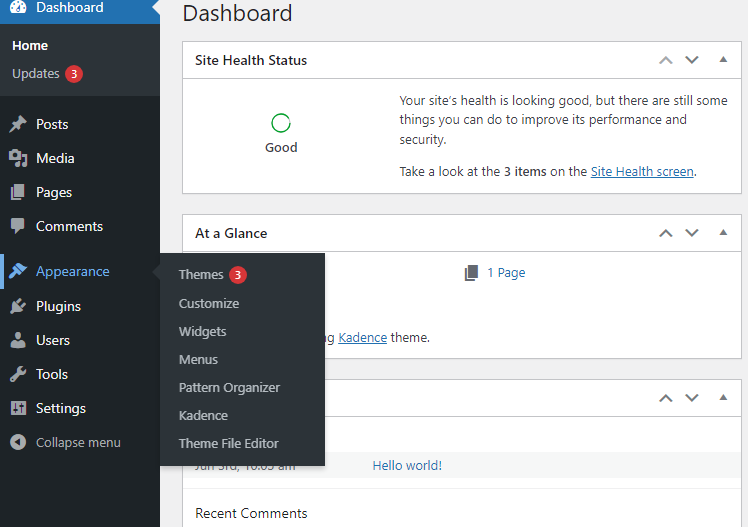 Dashboard
Home
Updates 3
Posts
Media
Pages
Comments
Appearance
Plugins
Users
Tools
Settings
Collapse menu
Themes 3
Customize
Widgets
Menus
Pattern Organizer
Kadence
Theme File Editor
Dashboard
Site Health Status
Good
Your site's health is looking good, but there are still some
things you can do to improve its performance and
security.
Take a look at the 3 items on the Site Health screen.
At a Glance
1 Page
Kadence theme.
Jun 3rd, 10:05 am
Hello world!
Recent Comments